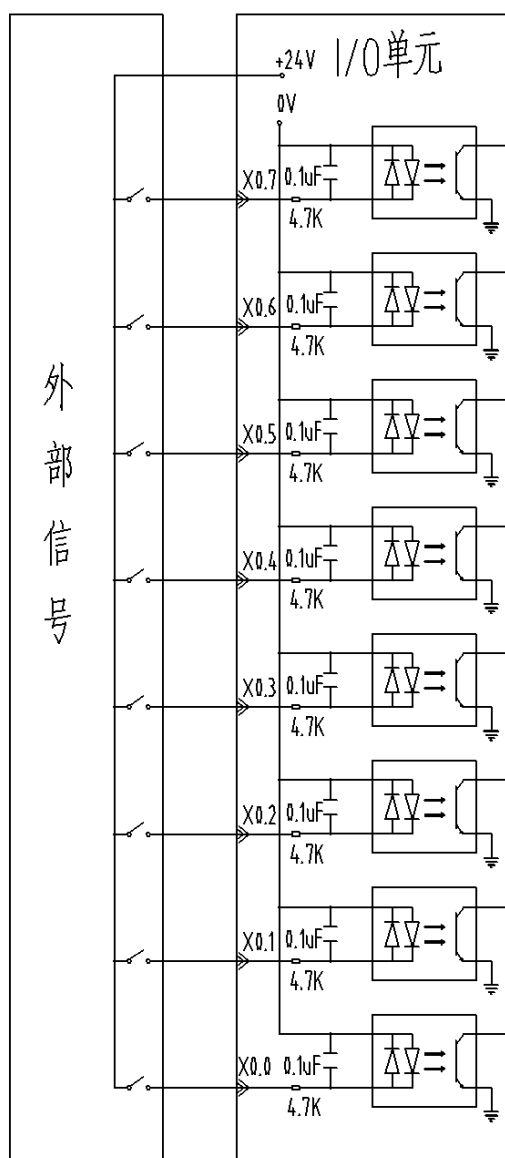 I/O单元
+24V
0V
X0.7 0.1uF
4.7K
X0.6 0.1uF
4.7K
外部信号
X0.5 0.1uF
4.7K
X0.4 0.1uF
4.7K
X0.3 0.1uF
4.7K
X0.2 0.1uF
4.7K
X0.1 0.1uF
4.7K
X0.0 0.1uF
4.7K